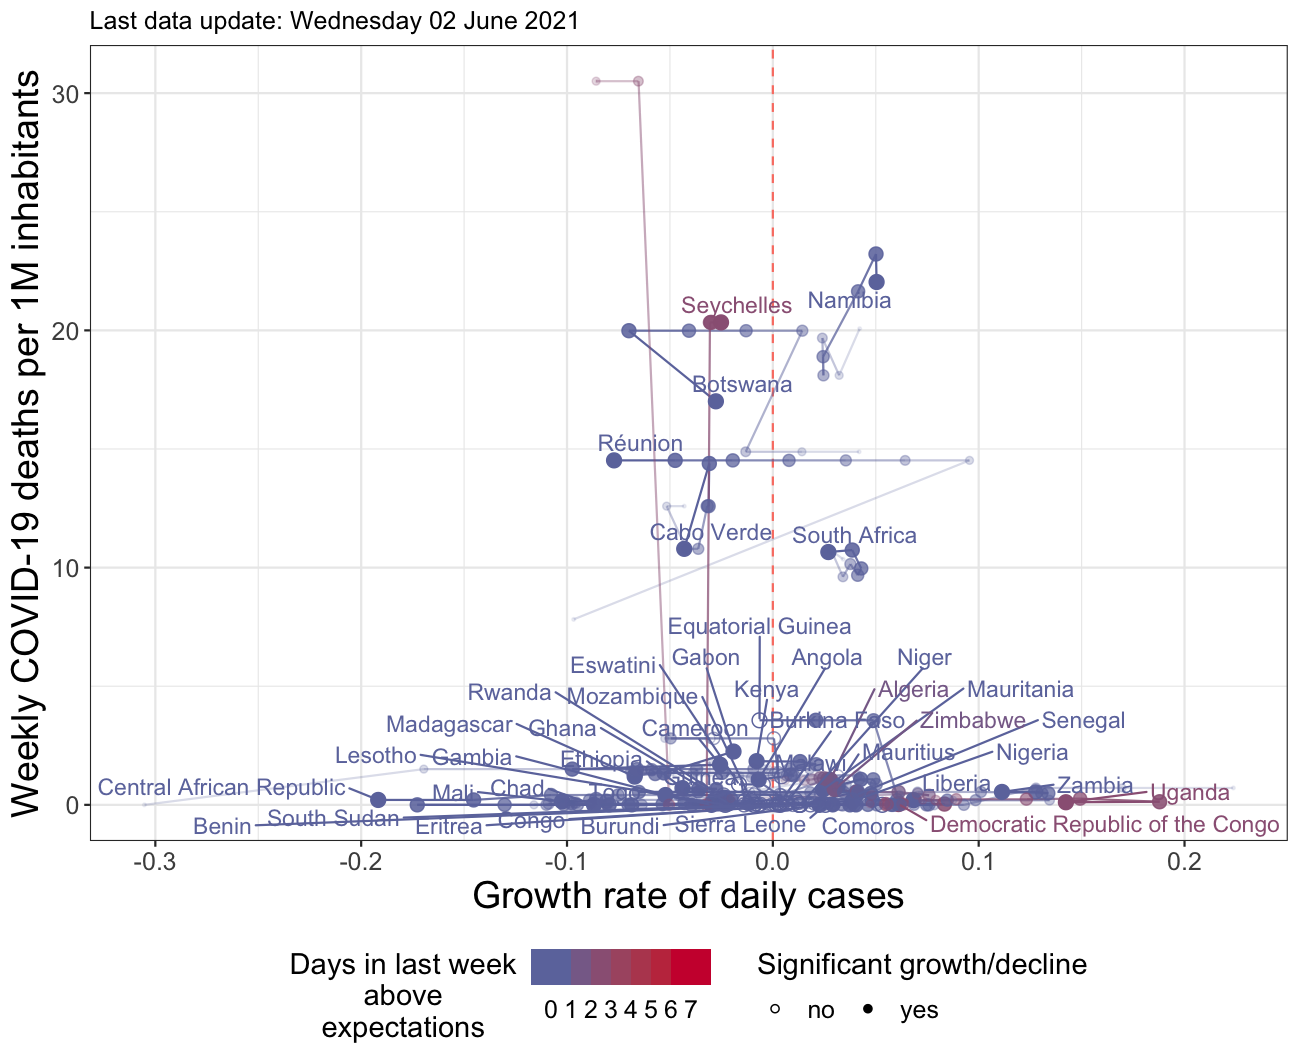 Last data update: Wednesday 02 June 2021
Weekly COVID-19 deaths per 1M inhabitants
30
20
10
0
Seychelles
Namibia
Botswana
Réunion
Cabo Verde
South Africa
Equatorial Guinea
Eswatini
Gabon
Angola
Niger
Rwanda
Mozambique
Kenya
Algeria
Mauritania
Madagascar
Ghana
Cameroon
Burkina Faso
Zimbabwe
Senegal
Lesotho
Gambia
Ethiopia
Malawi
Mauritius
Nigeria
Central African Republic
Mali
Chad
Togo
Guinea
Liberia
Zambia
Uganda
Benin
South Sudan
Eritrea
Congo
Burundi
Sierra Leone
Comoros
Democratic Republic of the Congo
-0.3
-0.2
-0.1
0.0
0.1
0.2
Growth rate of daily cases
Days in last week
above
expectations
0 1 2 3 4 5 6 7
Significant growth/decline
no
yes